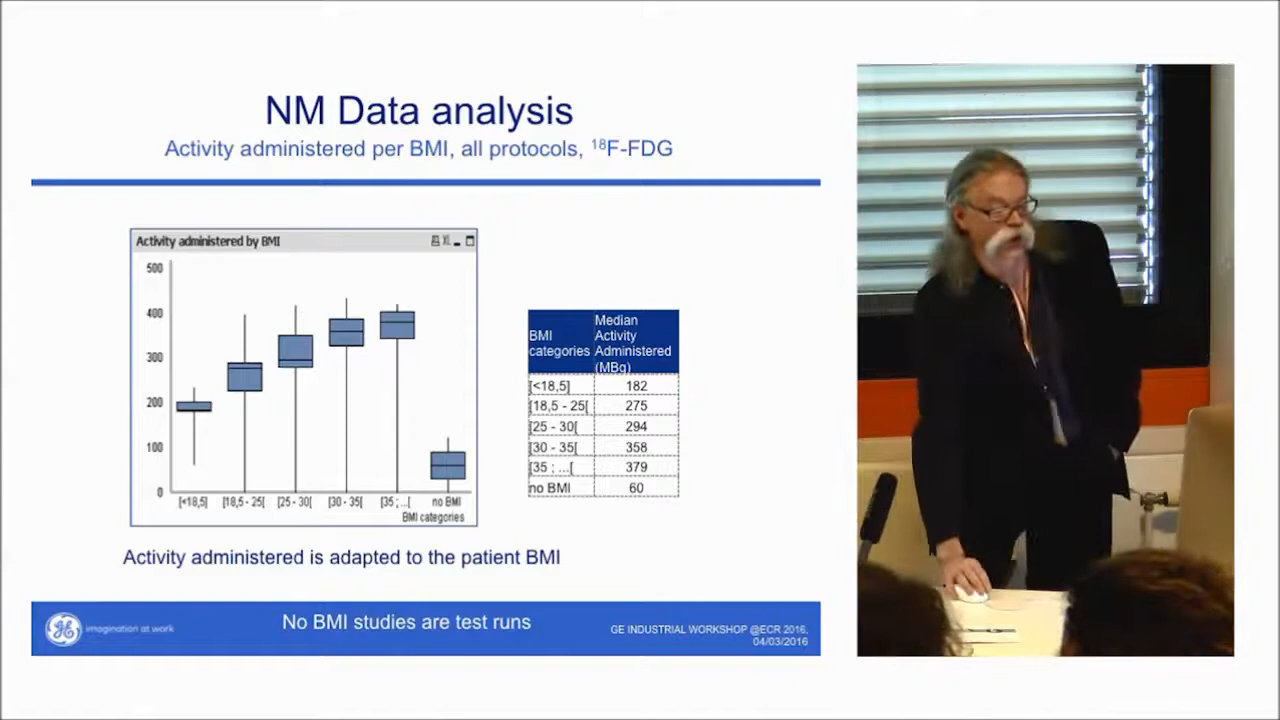 NM Data analysis
Activity administered per BMI, all protocols, ¹⁸F-FDG
Activity administered by BMI
XL
500
400
300
200
100
0
[<18,5]
[18,5 - 25[
[25 - 30[
[30 - 35[
[35 ; ...[
no BMI
BMI categories
BMI categories
Median Activity Administered (MBq)
[<18,5] 182
[18,5 - 25[ 275
[25 - 30[ 294
[30 - 35[ 358
[35 ; ...[ 379
no BMI 60
Activity administered is adapted to the patient BMI
GE
imagination at work
No BMI studies are test runs
GE INDUSTRIAL WORKSHOP @ECR 2016,
04/03/2016